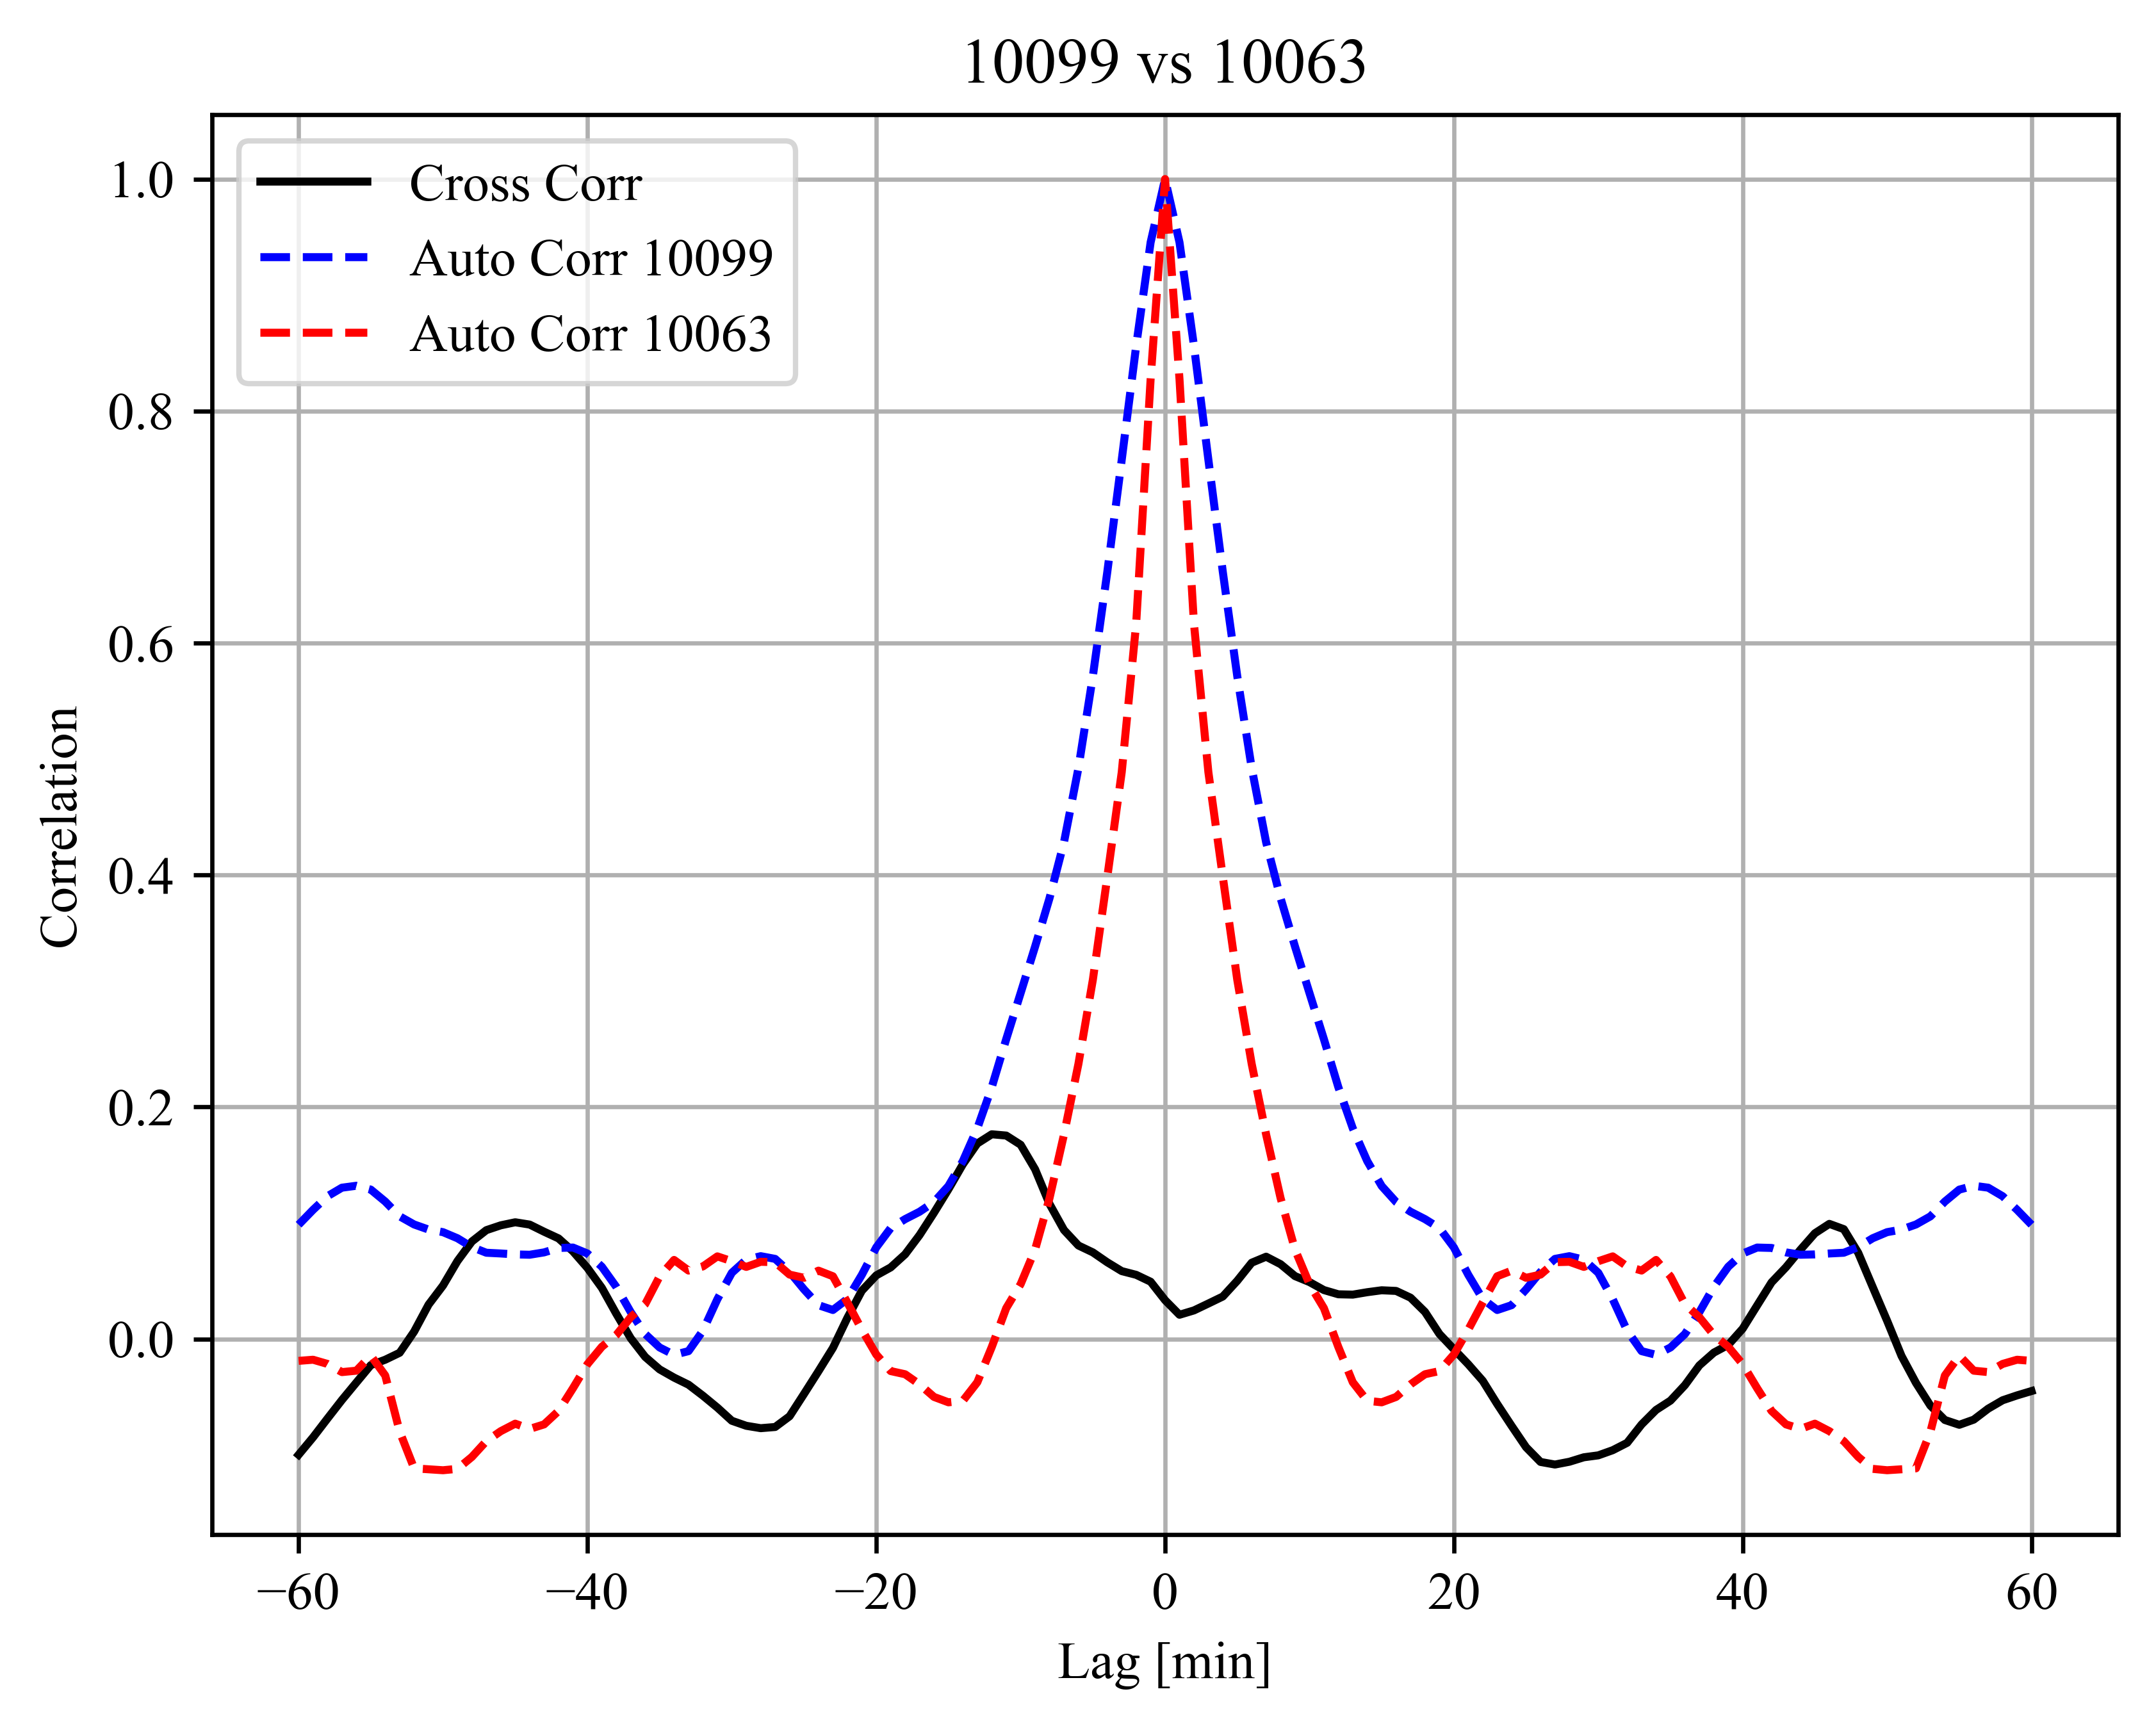 10099 vs 10063
Cross Corr
Auto Corr 10099
Auto Corr 10063
1.0
0.8
0.6
0.4
0.2
0.0
Correlation
−60
−40
−20
0
20
40
60
Lag [min]